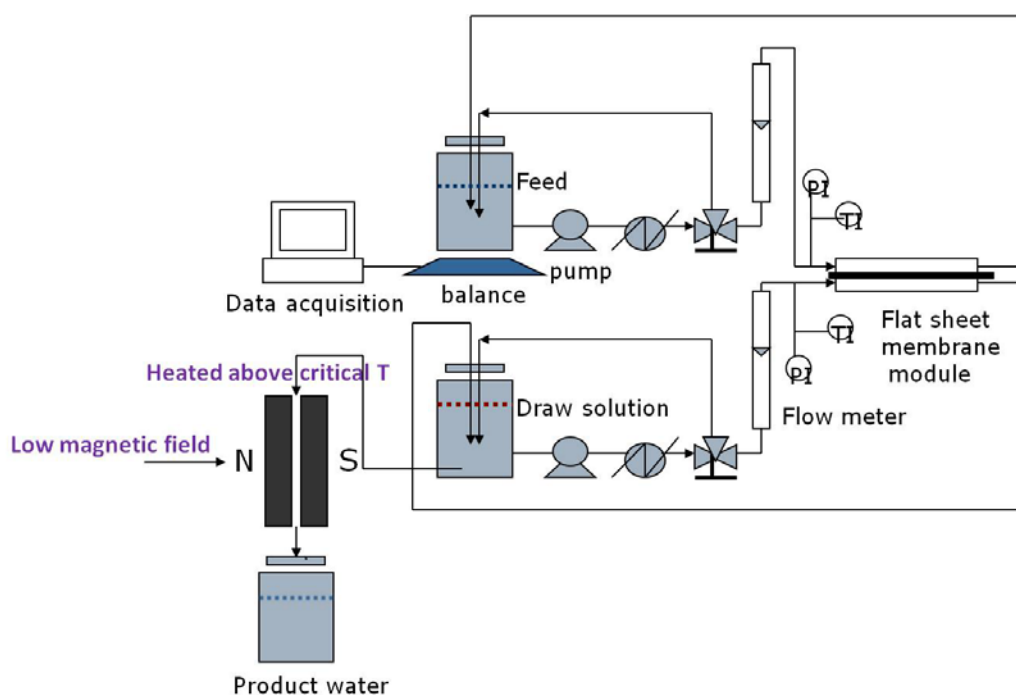 PI
TI
Feed
pump
Data acquisition
balance
Flat sheet
membrane
module
TI
PI
Heated above critical T
Draw solution
Flow meter
Low magnetic field
N
S
Product water